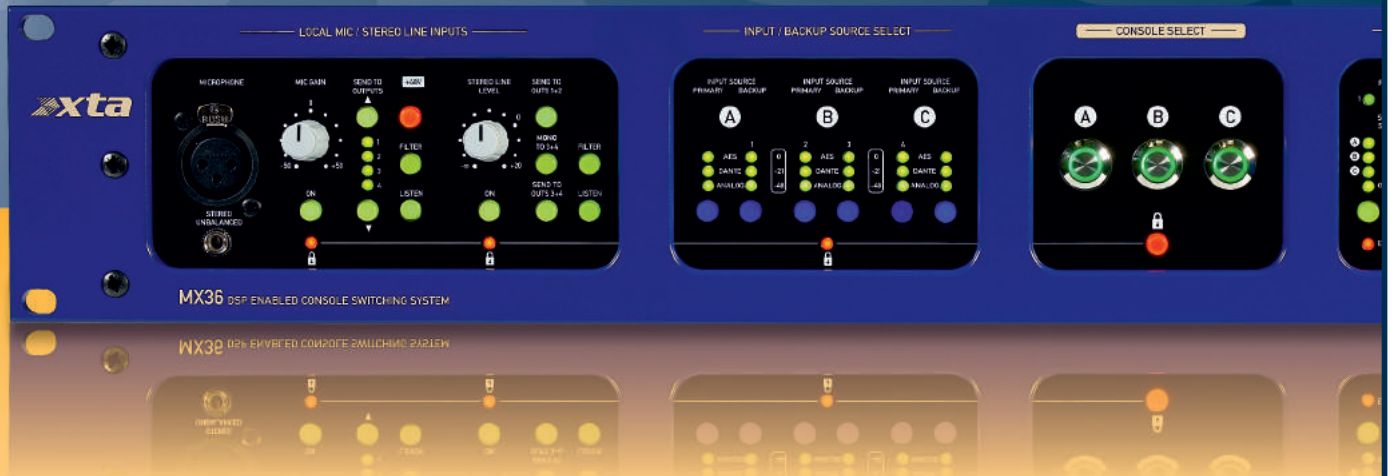 LOCAL MIC / STEREO LINE INPUTS
INPUT / BACKUP SOURCE SELECT
CONSOLE SELECT
xta
MICROPHONE
PUSH
STEREO
UNBALANCED
MIC GAIN
0
-50
+50
ON
SEND TO
OUTPUTS
1
2
3
4
+48V
FILTER
LISTEN
STEREO LINE
LEVEL
0
-∞
+20
ON
SEND TO
OUTS 1+2
MONO
TO 3+4
SEND TO
OUTS 3+4
FILTER
LISTEN
INPUT SOURCE
PRIMARY BACKUP
A
1
AES
DANTE
ANALOG
0
-21
-48
INPUT SOURCE
PRIMARY BACKUP
B
2 3
AES
DANTE
ANALOG
0
-21
-48
INPUT SOURCE
PRIMARY BACKUP
C
4
AES
DANTE
ANALOG
A B C
1
A
B
C
MX36 DSP ENABLED CONSOLE SWITCHING SYSTEM